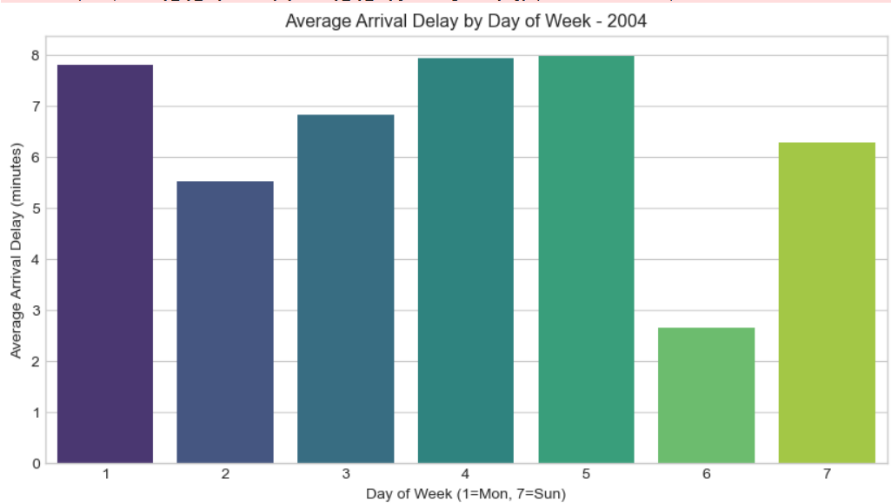 Average Arrival Delay by Day of Week - 2004
Average Arrival Delay (minutes)
8
7
6
5
4
3
2
1
0
1 2 3 4 5 6 7
Day of Week (1=Mon, 7=Sun)